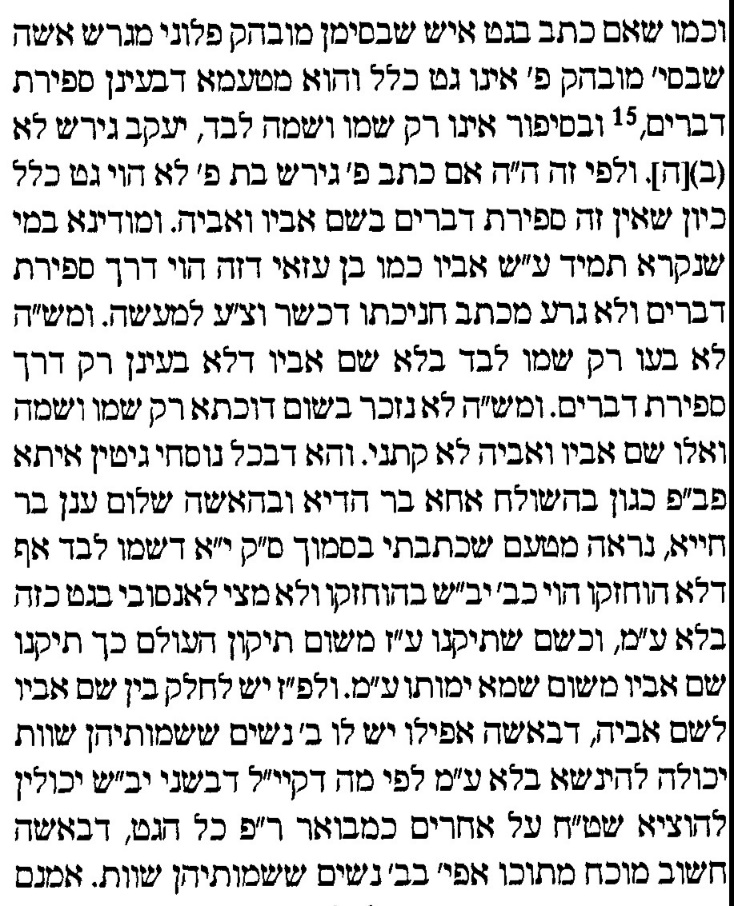 וכמו שאם כתב בגט איש שבסימן מובהק פלוני מגרש אשה
שבסי׳ מובהק פ׳ אינו גט כלל והוא מטעמא דבעינן ספירת
דברים,15 ובסיפור אינו רק שמו ושמה לבד, יעקב גירש לא
(ב)[ה]. ולפי זה ה״ה אם כתב פ׳ גירש בת פ׳ לא הוי גט כלל
כיון שאין זה ספירת דברים בשם אביו ואביה. ומודינא במי
שנקרא תמיד ע״ש אביו כמו בן עזאי דזה הוי דרך ספירת
דברים ולא גרע מכתב חניכתו דכשר וצ״ע למעשה. ומש״ה
לא בעו רק שמו לבד בלא שם אביו דלא בעינן רק דרך
ספירת דברים. ומש״ה לא נזכר בשום דוכתא רק שמו ושמה
ואלו שם אביו ואביה לא קתני. והא דבכל נוסחי גיטין איתא
פב״פ כגון בהשולח אחא בר הדיא ובהאשה שלום ענן בר
חייא, נראה מטעם שכתבתי בסמוך ס״ק י״א דשמו לבד אף
דלא הוחזקו הוי כב׳ יב״ש בהוחזקו ולא מצי לאנסובי בגט כזה
בלא ע״מ, וכשם שתיקנו ע״ז משום תיקון העולם כך תיקנו
שם אביו משום שמא ימותו ע״מ. ולפ״ז יש לחלק בין שם אביו
לשם אביה, דבאשה אפילו יש לו ב׳ נשים ששמותיהן שוות
יכולה להינשא בלא ע״מ לפי מה דקיי״ל דבשני יב״ש יכולין
להוציא שט״ח על אחרים כמבואר ר״פ כל הגט, דבאשה
חשוב מוכח מתוכו אפי׳ בב׳ נשים ששמותיהן שוות. אמנם